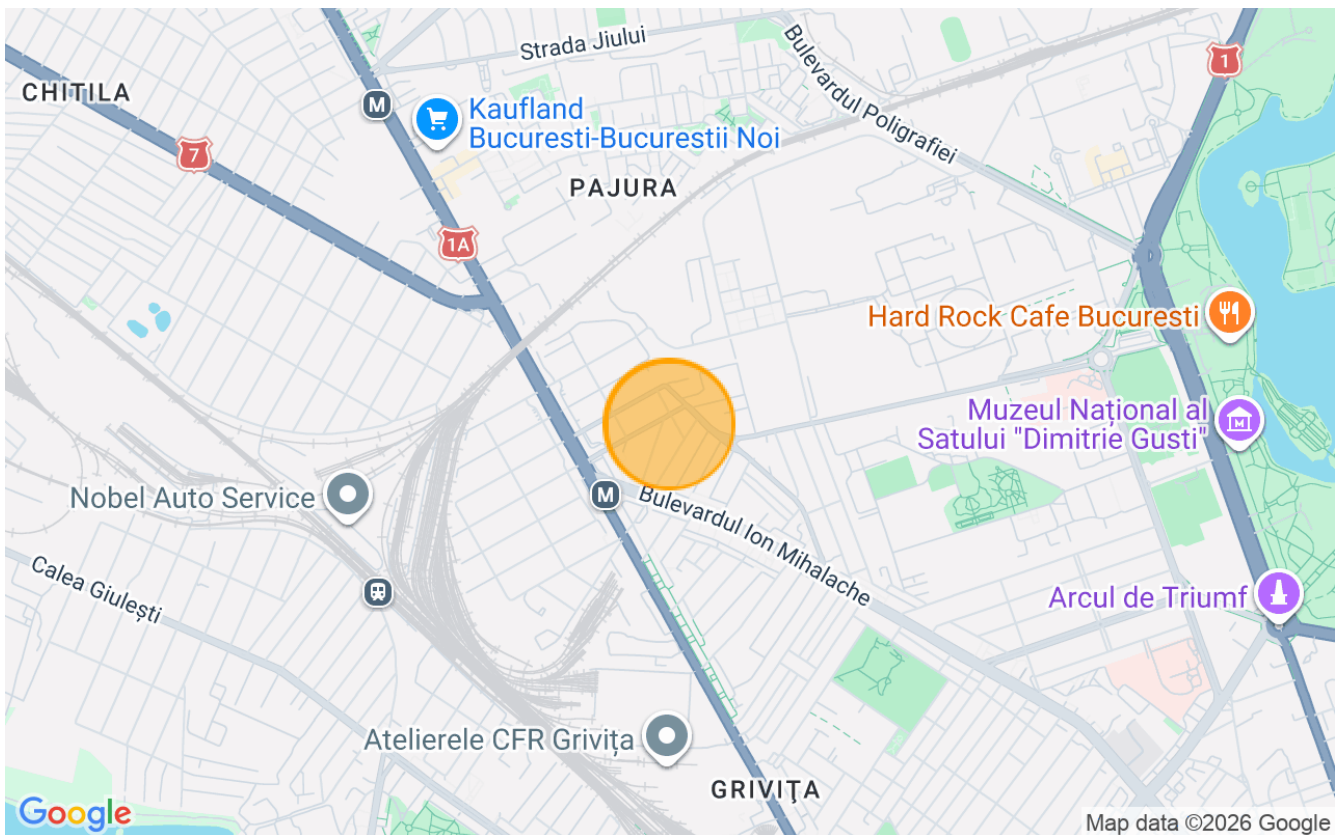 Strada Jiului
Bulevardul Poligrafiei
1
CHITILA
M
Kaufland
Bucuresti-Bucurestii Noi
7
PAJURA
1A
Hard Rock Cafe Bucuresti
Muzeul Național al
Satului "Dimitrie Gusti"
M
Nobel Auto Service
M
Bulevardul Ion Mihalache
Calea Giulești
Arcul de Triumf
Atelierele CFR Grivița
GRIVIŢA
Google
Map data ©2026 Google